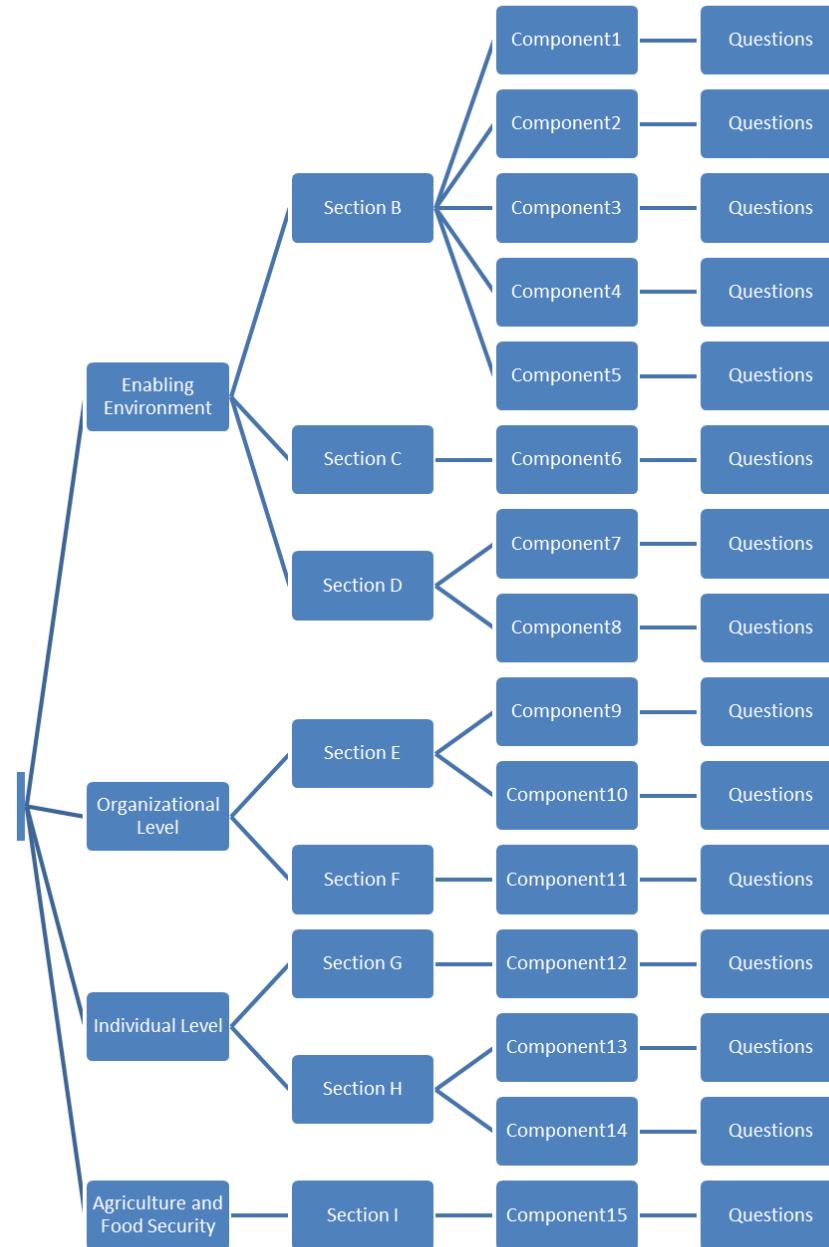 Component1
Questions
Component2
Questions
Section B
Component3
Questions
Component4
Questions
Component5
Questions
Enabling
Environment
Section C
Component6
Questions
Component7
Questions
Section D
Component8
Questions
Component9
Questions
Section E
Component10
Questions
Organizational
Level
Section F
Component11
Questions
Section G
Component12
Questions
Individual Level
Component13
Questions
Section H
Component14
Questions
Agriculture and
Food Security
Section I
Component15
Questions